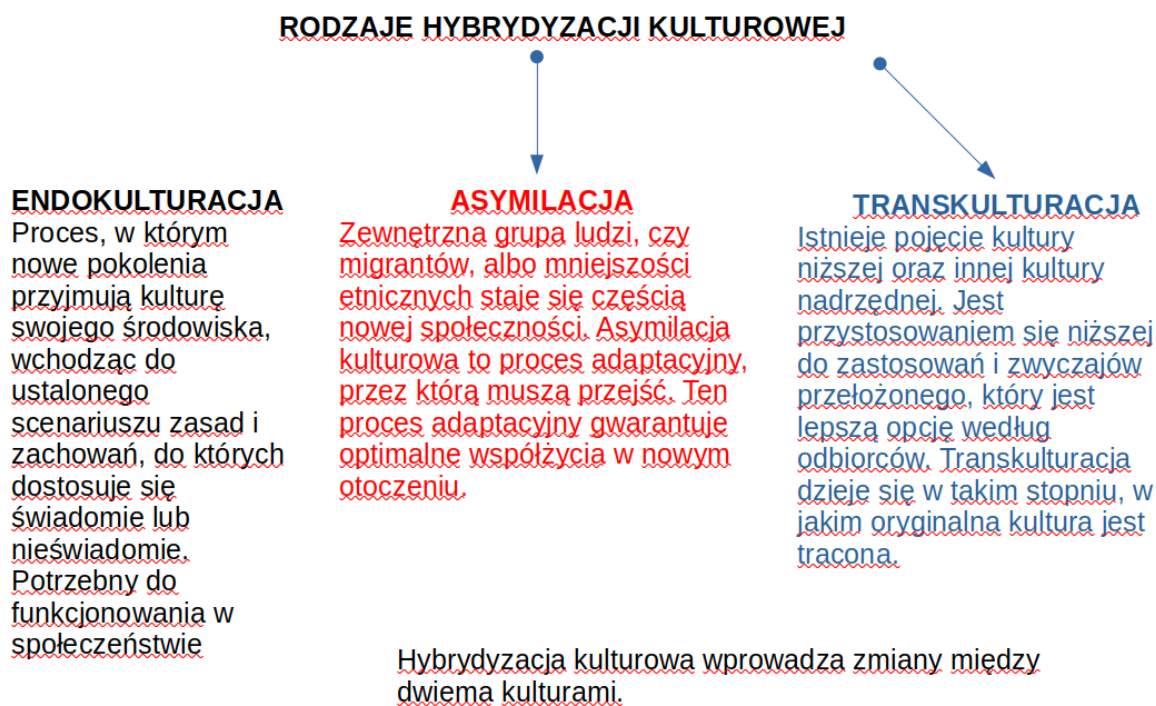 RODZAJE HYBRYDYZACJI KULTUROWEJ
ENDOKULTURACJA
Proces, w którym
nowe pokolenia
przyjmują kulturę
swojego środowiska,
wchodząc do
ustalonego
scenariuszu zasad i
zachowań, do których
dostosuje się
świadomie lub
nieświadomie.
Potrzebny do
funkcjonowania w
społeczeństwie
ASYMILACJA
Zewnętrzna grupa ludzi, czy
migrantów, albo mniejszości
etnicznych staje się częścią
nowej społeczności. Asymilacja
kulturowa to proces adaptacyjny,
przez którą muszą przejść. Ten
proces adaptacyjny gwarantuje
optimalne współżycia w nowym
otoczeniu.
TRANSKULTURACJA
Istnieje pojęcie kultury
niższej oraz innej kultury
nadrzędnej. Jest
przystosowaniem się niższej
do zastosowań i zwyczajów
przełożonego, który jest
lepszą opcję według
odbiorców. Transkulturacja
dzieje się w takim stopniu, w
jakim oryginalna kultura jest
tracona.
Hybrydyzacja kulturowa wprowadza zmiany między
dwiema kulturami.